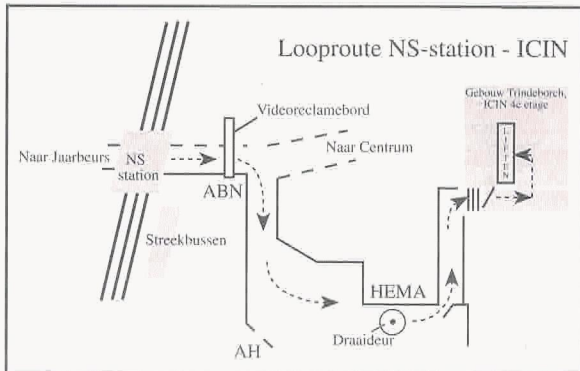 Looproute NS-station - ICIN
Gebouw Trindeborch,
ICIN 4e etage
Videoreclamebord
LIFTEN
Naar Jaarbeurs
NS
station
Naar Centrum
ABN
Streekbussen
HEMA
Draaideur
AH